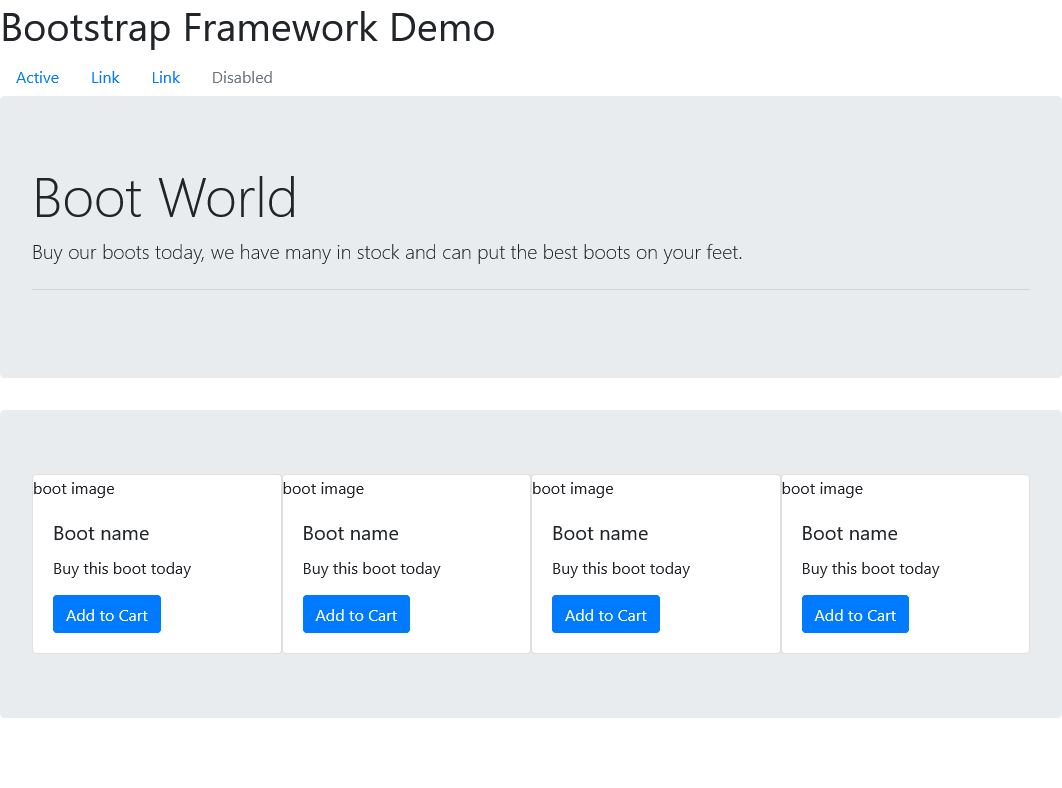 Bootstrap Framework Demo
Active Link Link Disabled
Boot World
Buy our boots today, we have many in stock and can put the best boots on your feet.
boot image boot image boot image boot image
Boot name Boot name Boot name Boot name
Buy this boot today Buy this boot today Buy this boot today Buy this boot today
Add to Cart Add to Cart Add to Cart Add to Cart